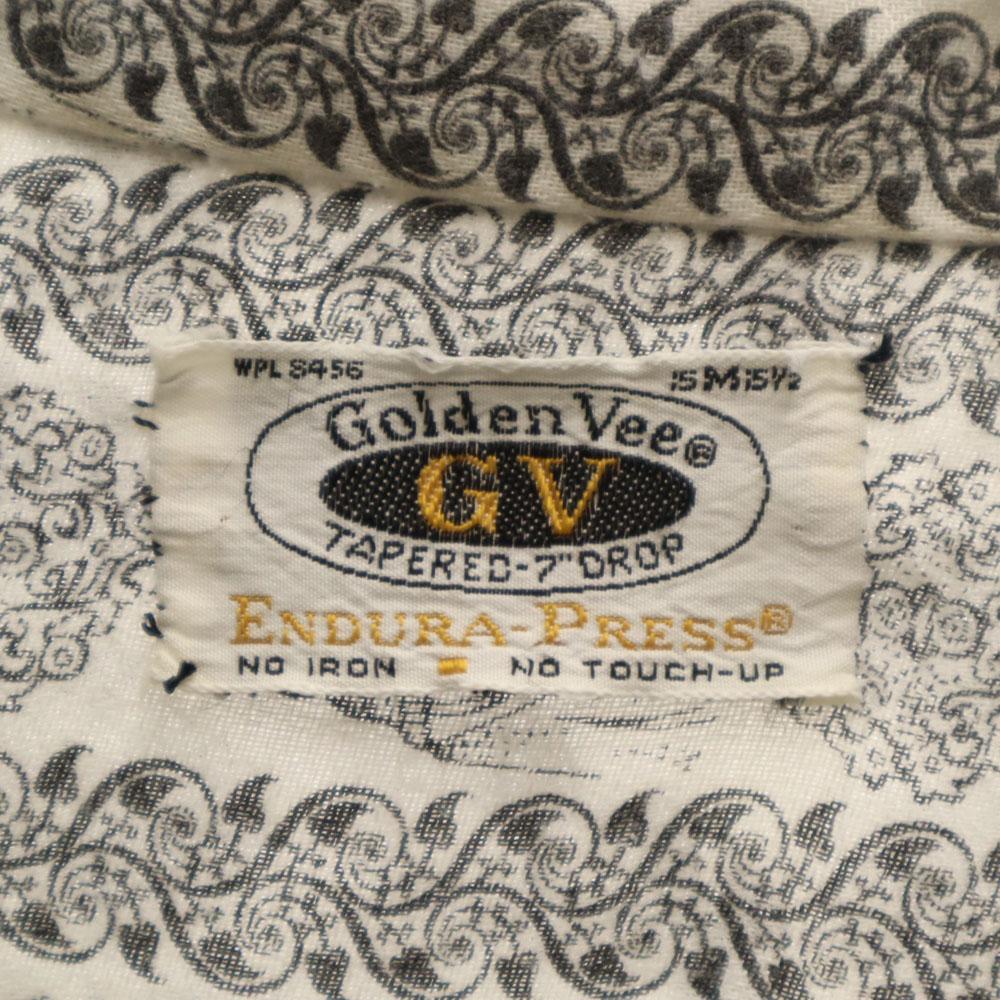 WPL 8456 15 M 15½
Golden Vee®
GV
TAPERED-7" DROP
ENDURA-PRESS®
NO IRON - NO TOUCH-UP